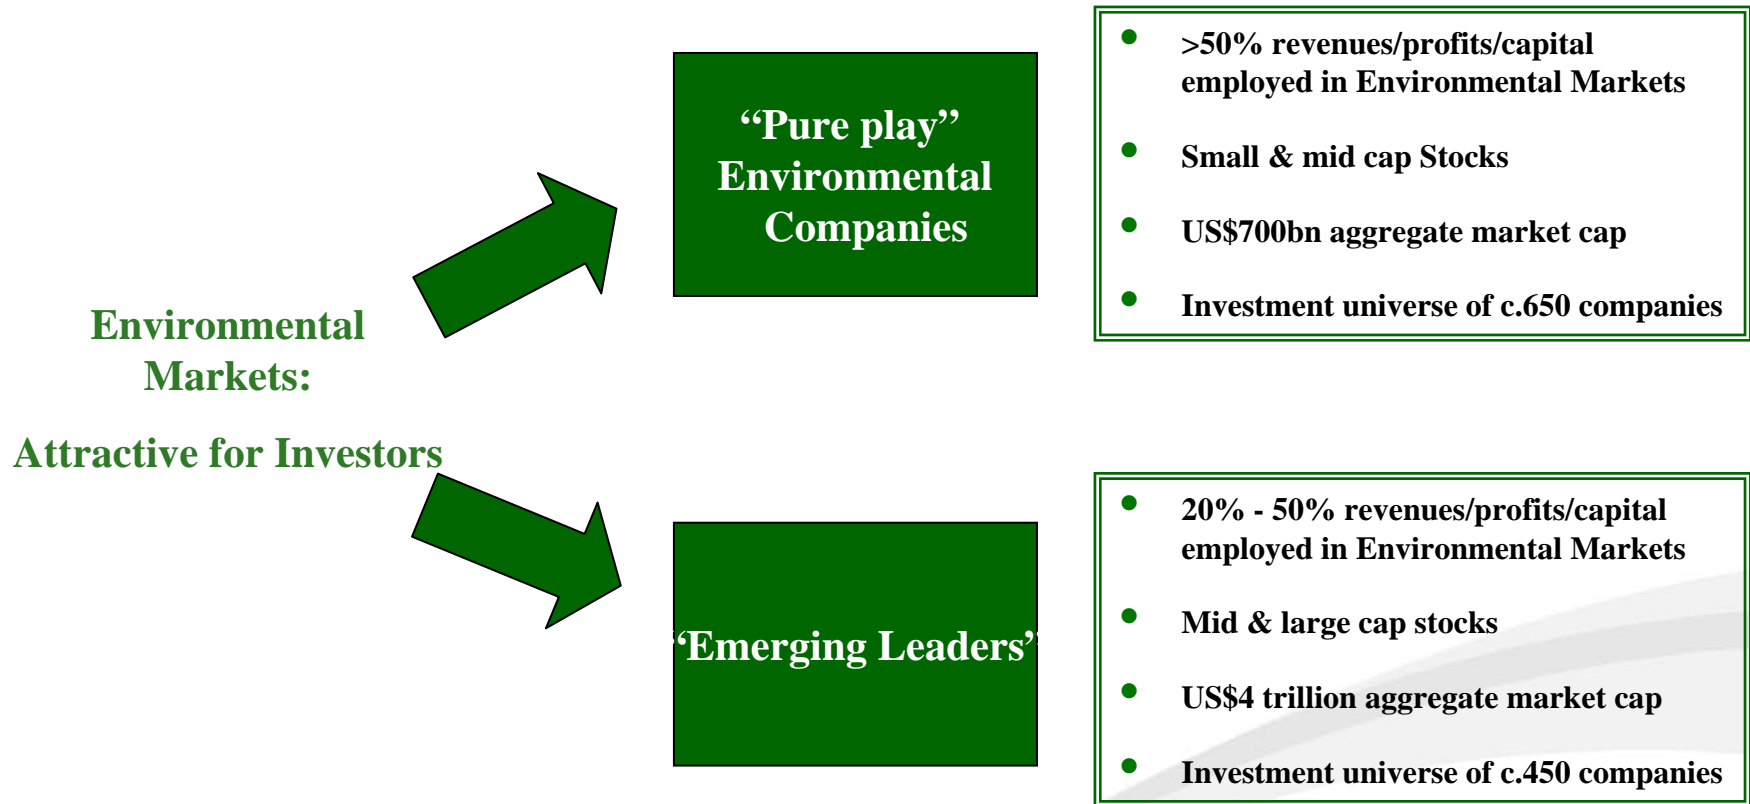 Environmental
Markets:
Attractive for Investors
“Pure play”
Environmental
Companies
• >50% revenues/profits/capital
employed in Environmental Markets
• Small & mid cap Stocks
• US$700bn aggregate market cap
• Investment universe of c.650 companies
“Emerging Leaders”
• 20% - 50% revenues/profits/capital
employed in Environmental Markets
• Mid & large cap stocks
• US$4 trillion aggregate market cap
• Investment universe of c.450 companies